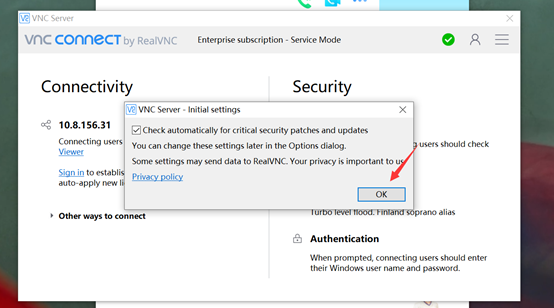 VNC Server
VNC CONNECT by RealVNC
Enterprise subscription - Service Mode
Connectivity
Security
10.8.156.31
Connecting users
Viewer
Sign in to establis
auto-apply new li
Other ways to connect
VNC Server - Initial settings
Check automatically for critical security patches and updates
You can change these settings later in the Options dialog.
Some settings may send data to RealVNC. Your privacy is important to us
Privacy policy
OK
g users should check
Turbo level flood. Finland soprano alias
Authentication
When prompted, connecting users should enter
their Windows user name and password.